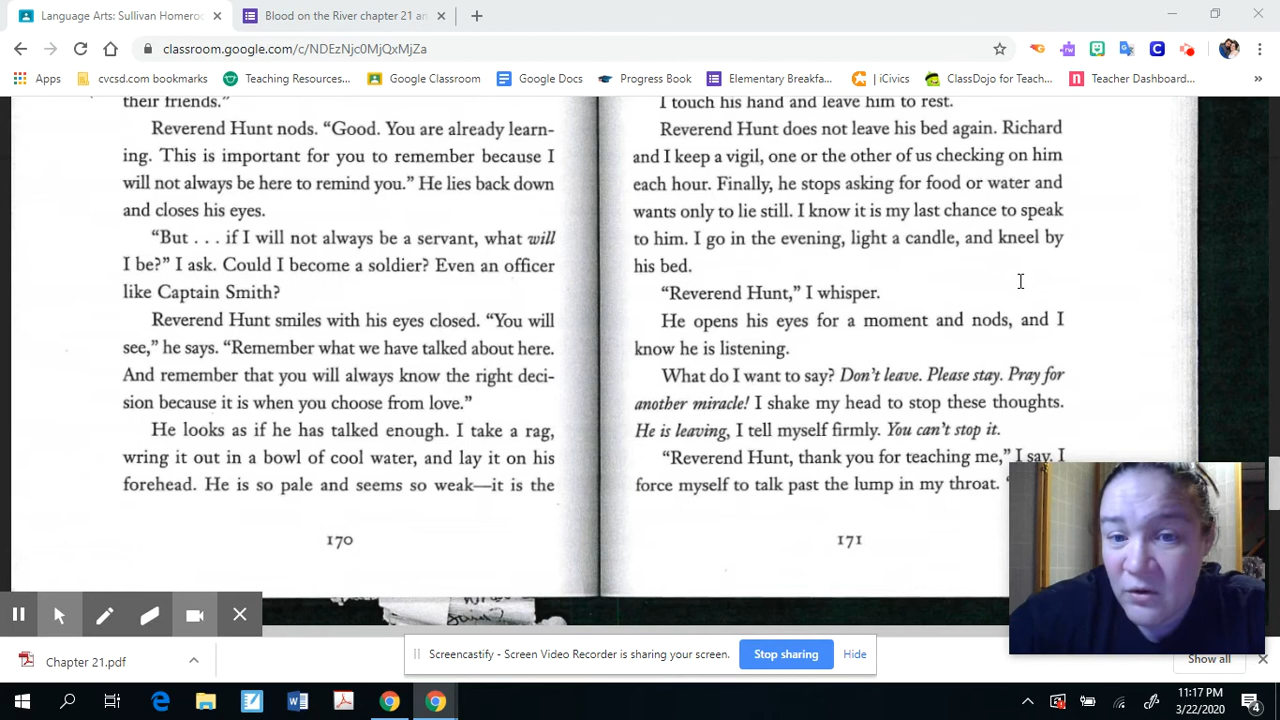 Language Arts: Sullivan Homeroo
Blood on the River chapter 21 an
classroom.google.com/c/NDEzNjc0MjQxMjZa
Apps
cvcsd.com bookmarks
Teaching Resources...
Google Classroom
Google Docs
Progress Book
Elementary Breakfa...
iCivics
ClassDojo for Teach...
Teacher Dashboard...
their friends."
Reverend Hunt nods. “Good. You are already learn-
ing. This is important for you to remember because I
will not always be here to remind you.” He lies back down
and closes his eyes.
“But . . . if I will not always be a servant, what will
I be?” I ask. Could I become a soldier? Even an officer
like Captain Smith?
Reverend Hunt smiles with his eyes closed. “You will
see,” he says. “Remember what we have talked about here.
And remember that you will always know the right deci-
sion because it is when you choose from love.”
He looks as if he has talked enough. I take a rag,
wring it out in a bowl of cool water, and lay it on his
forehead. He is so pale and seems so weak—it is the
170
I touch his hand and leave him to rest.
Reverend Hunt does not leave his bed again. Richard
and I keep a vigil, one or the other of us checking on him
each hour. Finally, he stops asking for food or water and
wants only to lie still. I know it is my last chance to speak
to him. I go in the evening, light a candle, and kneel by
his bed.
“Reverend Hunt,” I whisper.
He opens his eyes for a moment and nods, and I
know he is listening.
What do I want to say? Don’t leave. Please stay. Pray for
another miracle! I shake my head to stop these thoughts.
He is leaving, I tell myself firmly. You can’t stop it.
“Reverend Hunt, thank you for teaching me,” I say. I
force myself to talk past the lump in my throat.
171
Chapter 21.pdf
Screencastify - Screen Video Recorder is sharing your screen.
Stop sharing
Hide
Show all
11:17 PM
3/22/2020
4